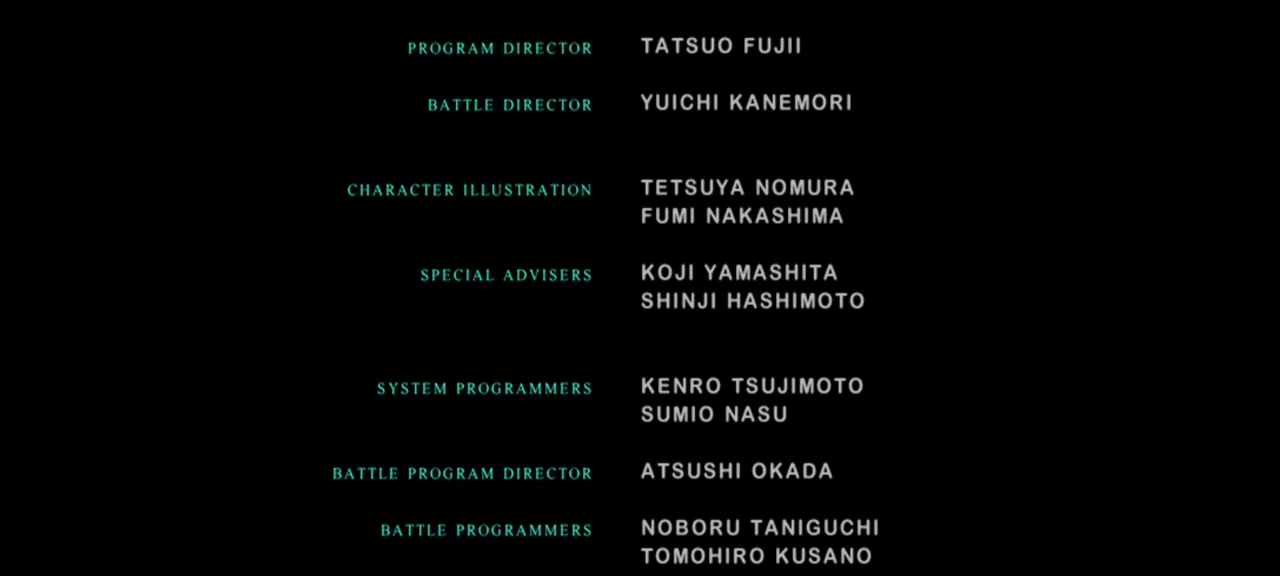 PROGRAM DIRECTOR TATSUO FUJII
BATTLE DIRECTOR YUICHI KANEMORI
CHARACTER ILLUSTRATION TETSUYA NOMURA
FUMI NAKASHIMA
SPECIAL ADVISERS KOJI YAMASHITA
SHINJI HASHIMOTO
SYSTEM PROGRAMMERS KENRO TSUJIMOTO
SUMIO NASU
BATTLE PROGRAM DIRECTOR ATSUSHI OKADA
BATTLE PROGRAMMERS NOBORU TANIGUCHI
TOMOHIRO KUSANO